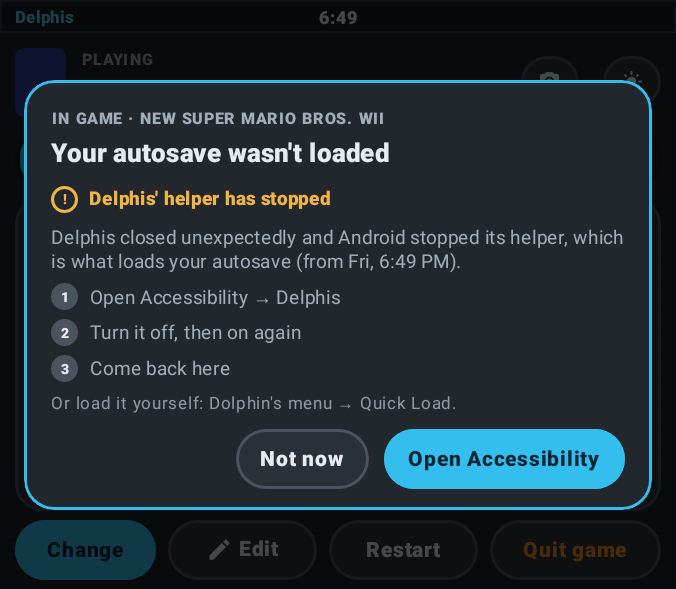 Delphis
6:49
PLAYING
IN GAME · NEW SUPER MARIO BROS. WII
Your autosave wasn't loaded
! Delphis' helper has stopped
Delphis closed unexpectedly and Android stopped its helper, which
is what loads your autosave (from Fri, 6:49 PM).
1 Open Accessibility → Delphis
2 Turn it off, then on again
3 Come back here
Or load it yourself: Dolphin's menu → Quick Load.
Not now
Open Accessibility
Change
Edit
Restart
Quit game